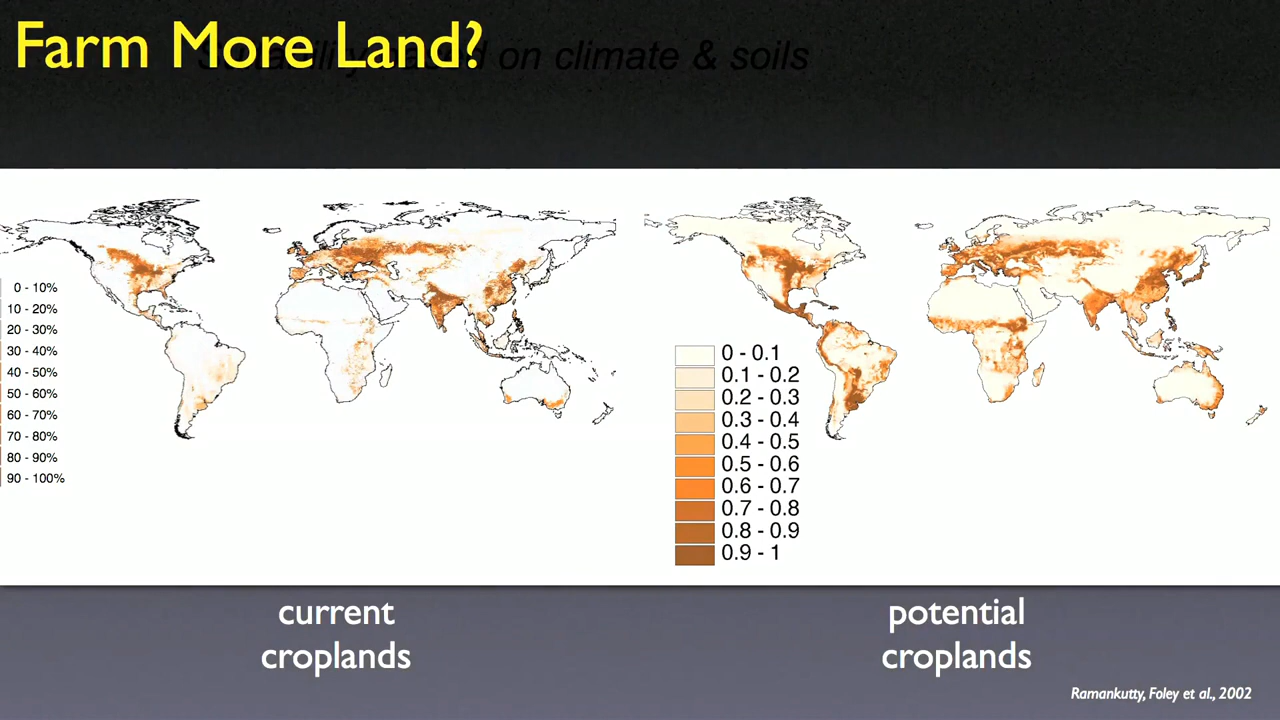 Farm More Land?
on climate & soils
0 - 10%
10 - 20%
20 - 30%
30 - 40%
40 - 50%
50 - 60%
60 - 70%
70 - 80%
80 - 90%
90 - 100%
0 - 0.1
0.1 - 0.2
0.2 - 0.3
0.3 - 0.4
0.4 - 0.5
0.5 - 0.6
0.6 - 0.7
0.7 - 0.8
0.8 - 0.9
0.9 - 1
current
croplands
potential
croplands
Ramankutty, Foley et al., 2002